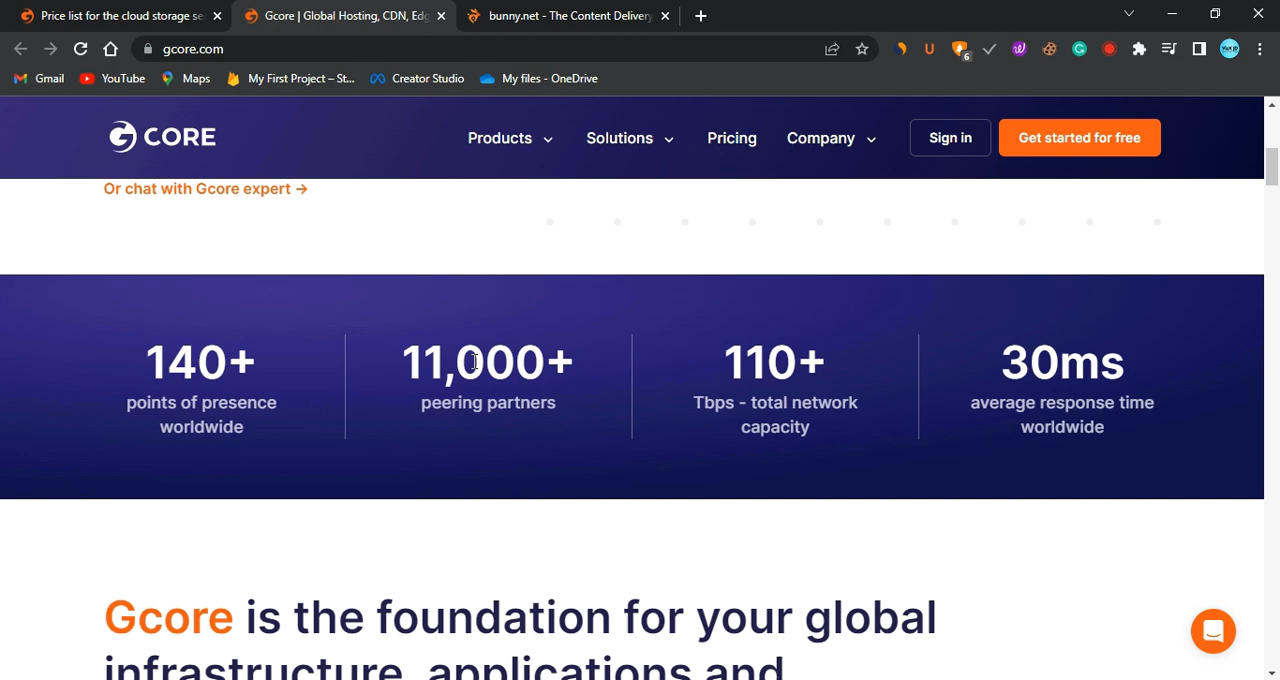 Price list for the cloud storage se
Gcore | Global Hosting, CDN, Edg
bunny.net - The Content Delivery
gcore.com
6
Gmail
YouTube
Maps
My First Project – St...
Creator Studio
My files - OneDrive
CORE
Products
Solutions
Pricing
Company
Sign in
Get started for free
Or chat with Gcore expert →
140+
points of presence
worldwide
11,000+
peering partners
110+
Tbps - total network
capacity
30ms
average response time
worldwide
Gcore is the foundation for your global
infrastructure, applications and